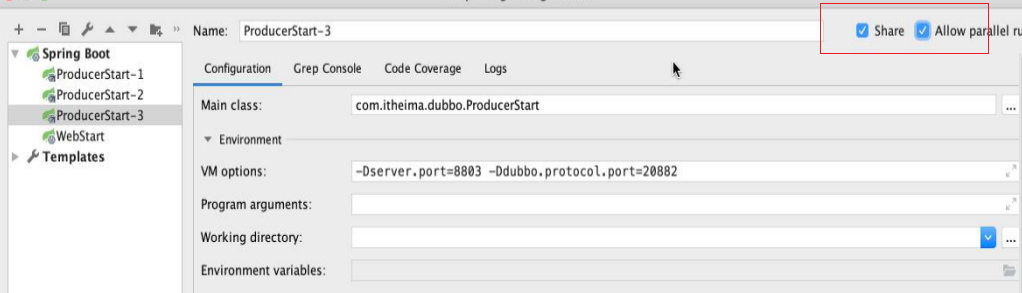 Name: ProducerStart-3 Share Allow parallel ru
Spring Boot
ProducerStart-1
ProducerStart-2
ProducerStart-3
WebStart
Templates
Configuration Grep Console Code Coverage Logs
Main class: com.itheima.dubbo.ProducerStart ...
Environment
VM options: -Dserver.port=8803 -Ddubbo.protocol.port=20882
Program arguments:
Working directory: ...
Environment variables: